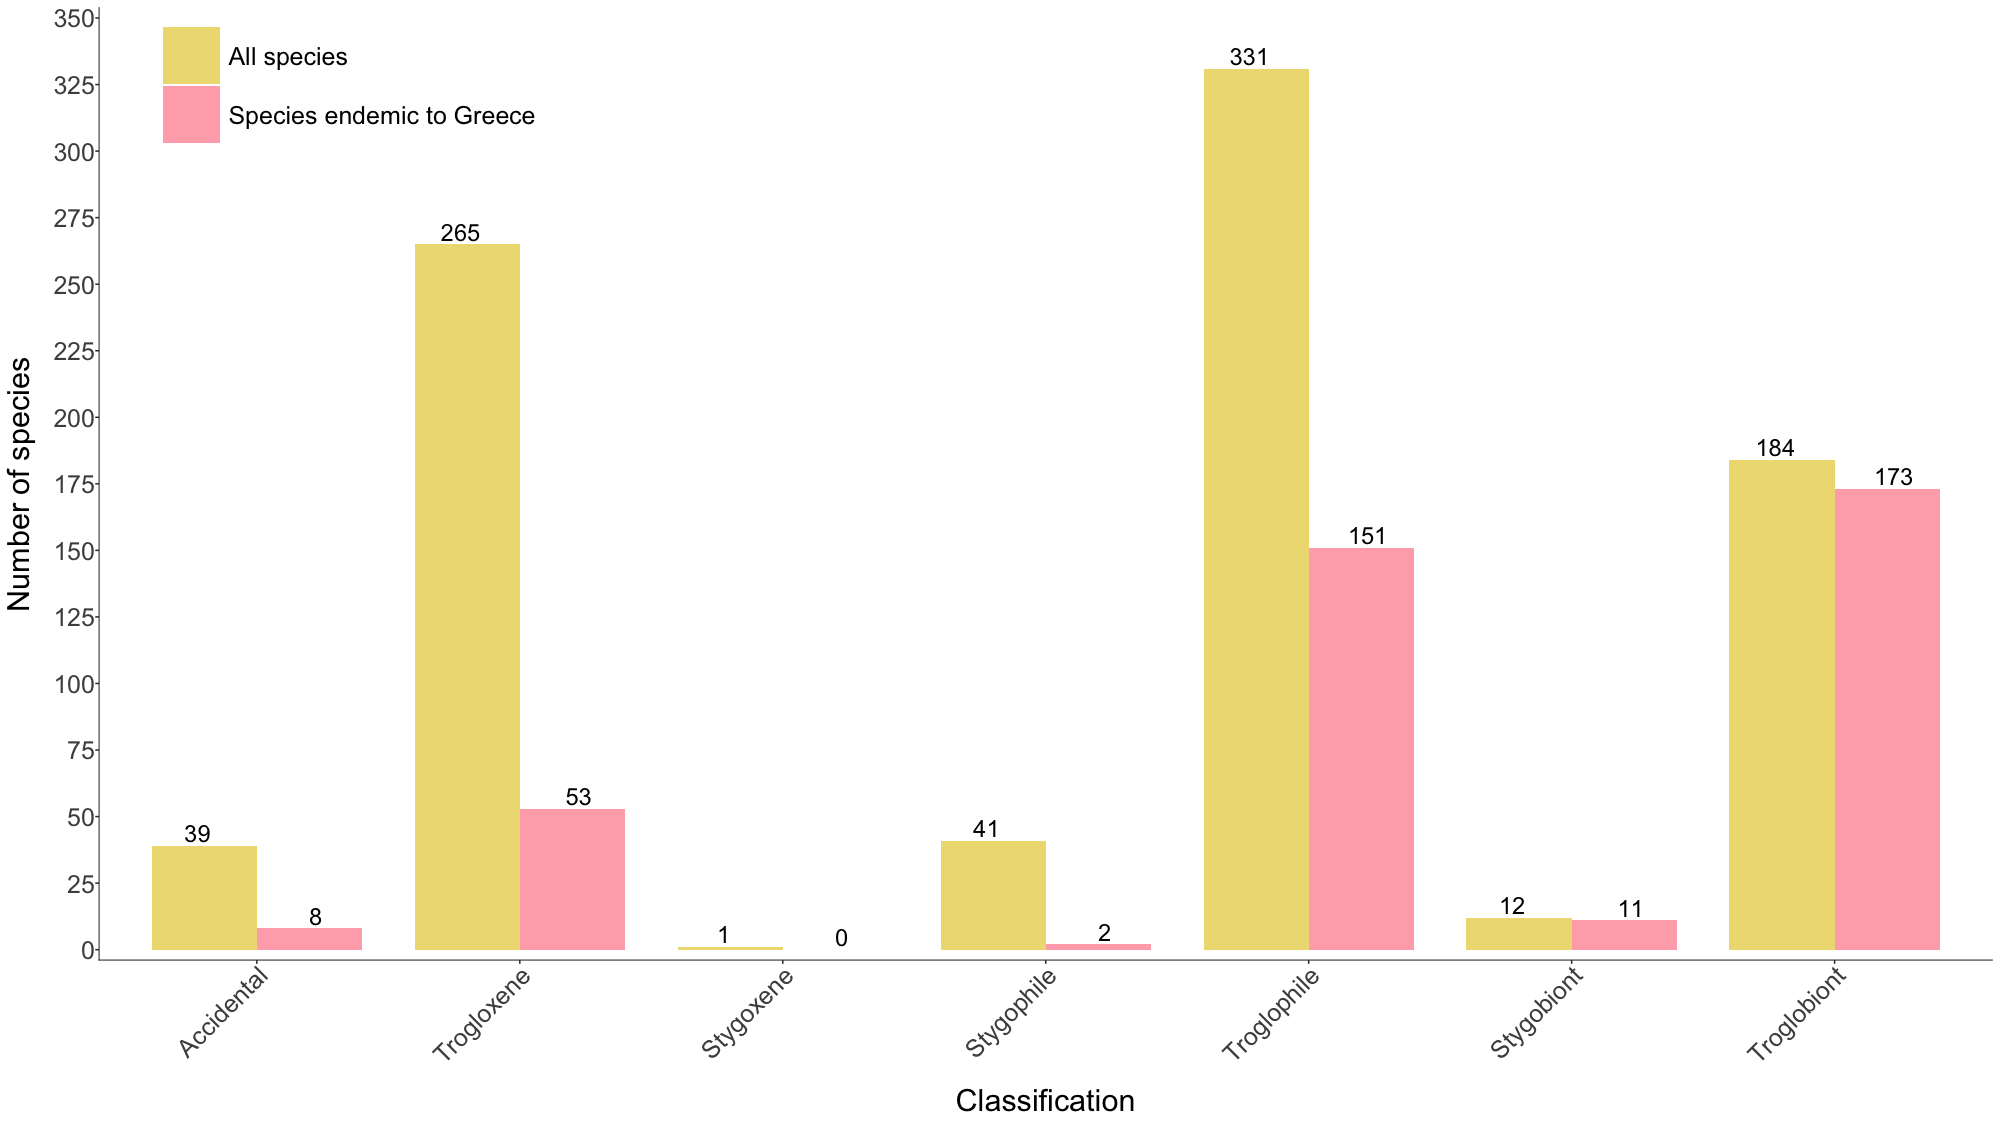 All species
Species endemic to Greece
Number of species
350
325
300
275
250
225
200
175
150
125
100
75
50
25
0
39
8
265
53
1
0
41
2
331
151
12
11
184
173
Accidental
Trogloxene
Stygoxene
Stygophile
Troglophile
Stygobiont
Troglobiont
Classification